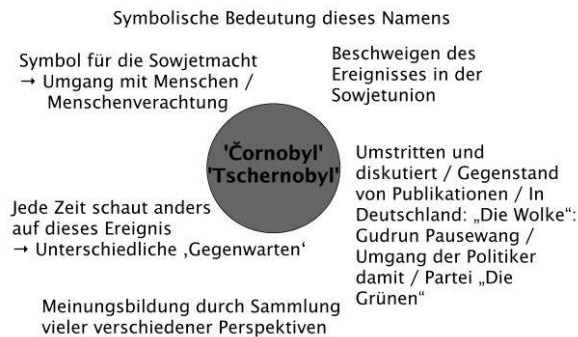 Symbolische Bedeutung dieses Namens
Symbol für die Sowjetmacht
→ Umgang mit Menschen /
Menschenverachtung
Beschweigen des
Ereignisses in der
Sowjetunion
'Čornobyl'
'Tschernobyl'
Umstritten und
diskutiert / Gegenstand
von Publikationen / In
Deutschland: „Die Wolke“:
Gudrun Pausewang /
Umgang der Politiker
damit / Partei „Die
Grünen“
Jede Zeit schaut anders
auf dieses Ereignis
→ Unterschiedliche ‚Gegenwarten‘
Meinungsbildung durch Sammlung
vieler verschiedener Perspektiven